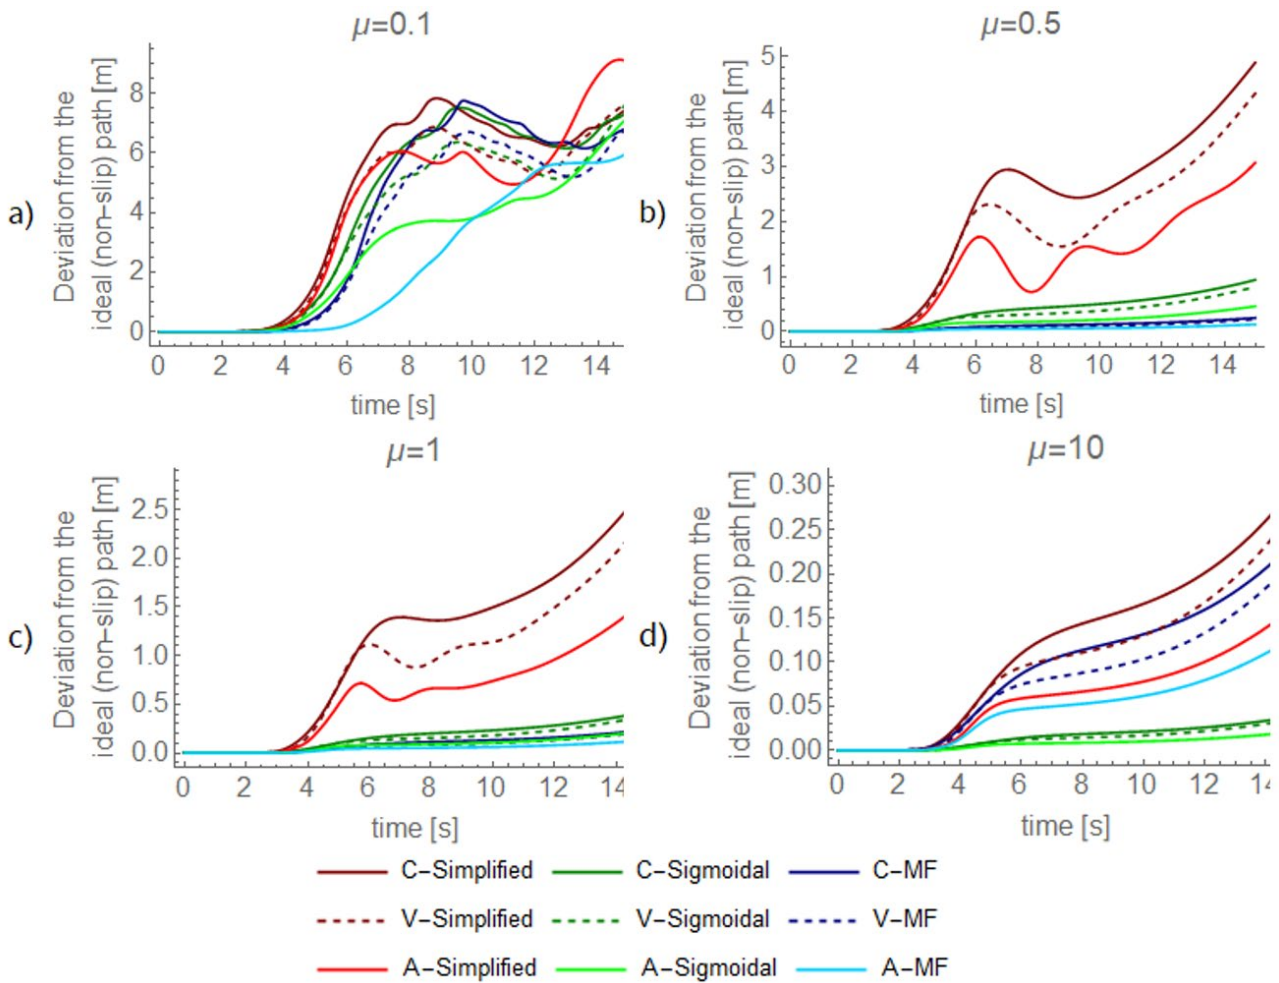 μ=0.1
μ=0.5
a)
Deviation from the
ideal (non−slip) path [m]
8
6
4
2
0
0 2 4 6 8 10 12 14
time [s]
b)
Deviation from the
ideal (non−slip) path [m]
5
4
3
2
1
0
0 2 4 6 8 10 12 14
time [s]
μ=1
μ=10
c)
Deviation from the
ideal (non−slip) path [m]
2.5
2.0
1.5
1.0
0.5
0.0
0 2 4 6 8 10 12 14
time [s]
d)
Deviation from the
ideal (non−slip) path [m]
0.30
0.25
0.20
0.15
0.10
0.05
0.00
0 2 4 6 8 10 12 14
time [s]
C−Simplified C−Sigmoidal C−MF
V−Simplified V−Sigmoidal V−MF
A−Simplified A−Sigmoidal A−MF